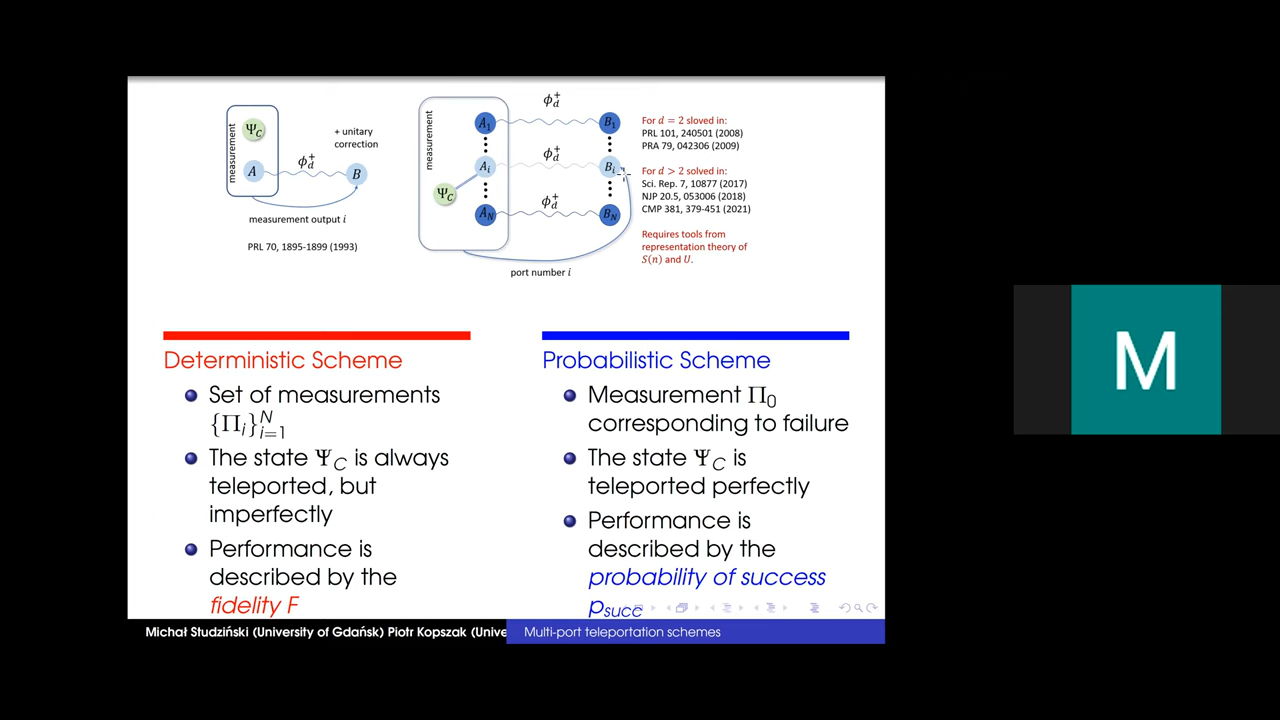 measurement
Ψ_C
A
ϕ_d^+
B
+ unitary
correction
measurement output i
PRL 70, 1895-1899 (1993)
measurement
Ψ_C
A_1
A_i
A_N
ϕ_d^+
ϕ_d^+
ϕ_d^+
B_1
B_i
B_N
port number i
For d = 2 sloved in:
PRL 101, 240501 (2008)
PRA 79, 042306 (2009)
For d > 2 solved in:
Sci. Rep. 7, 10877 (2017)
NJP 20.5, 053006 (2018)
CMP 381, 379-451 (2021)
Requires tools from
representation theory of
S(n) and U.
Deterministic Scheme
Set of measurements
{Π_i}_{i=1}^N
The state Ψ_C is always
teleported, but
imperfectly
Performance is
described by the
fidelity F
Probabilistic Scheme
Measurement Π_0
corresponding to failure
The state Ψ_C is
teleported perfectly
Performance is
described by the
probability of success
p_succ
Michał Studziński (University of Gdańsk) Piotr Kopszak (Unive
Multi-port teleportation schemes
M